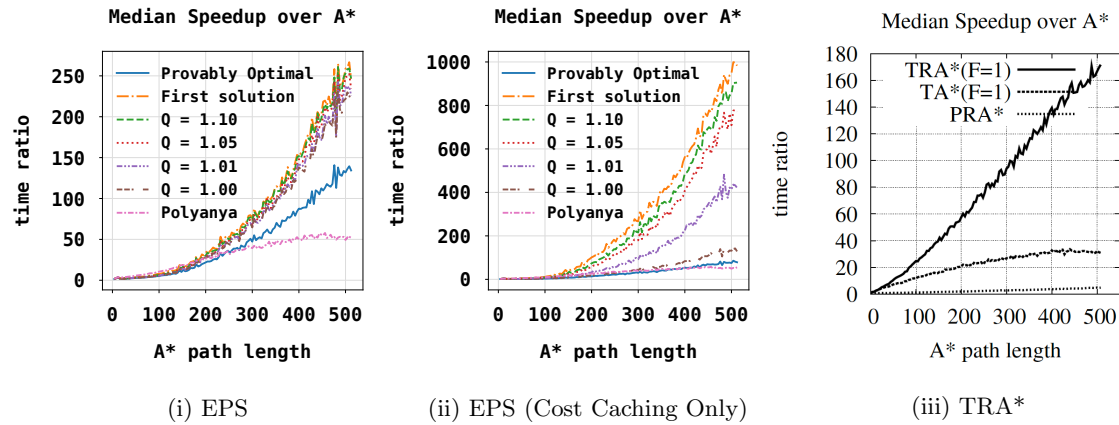 Median Speedup over A*
time ratio
250
200
150
100
50
0
Provably Optimal
First solution
Q = 1.10
Q = 1.05
Q = 1.01
Q = 1.00
Polyanya
0 100 200 300 400 500
A* path length
(i) EPS
Median Speedup over A*
time ratio
1000
800
600
400
200
0
Provably Optimal
First solution
Q = 1.10
Q = 1.05
Q = 1.01
Q = 1.00
Polyanya
0 100 200 300 400 500
A* path length
(ii) EPS (Cost Caching Only)
Median Speedup over A*
time ratio
180
160
140
120
100
80
60
40
20
0
TRA*(F=1)
TA*(F=1)
PRA*
0 100 200 300 400 500
A* path length
(iii) TRA*